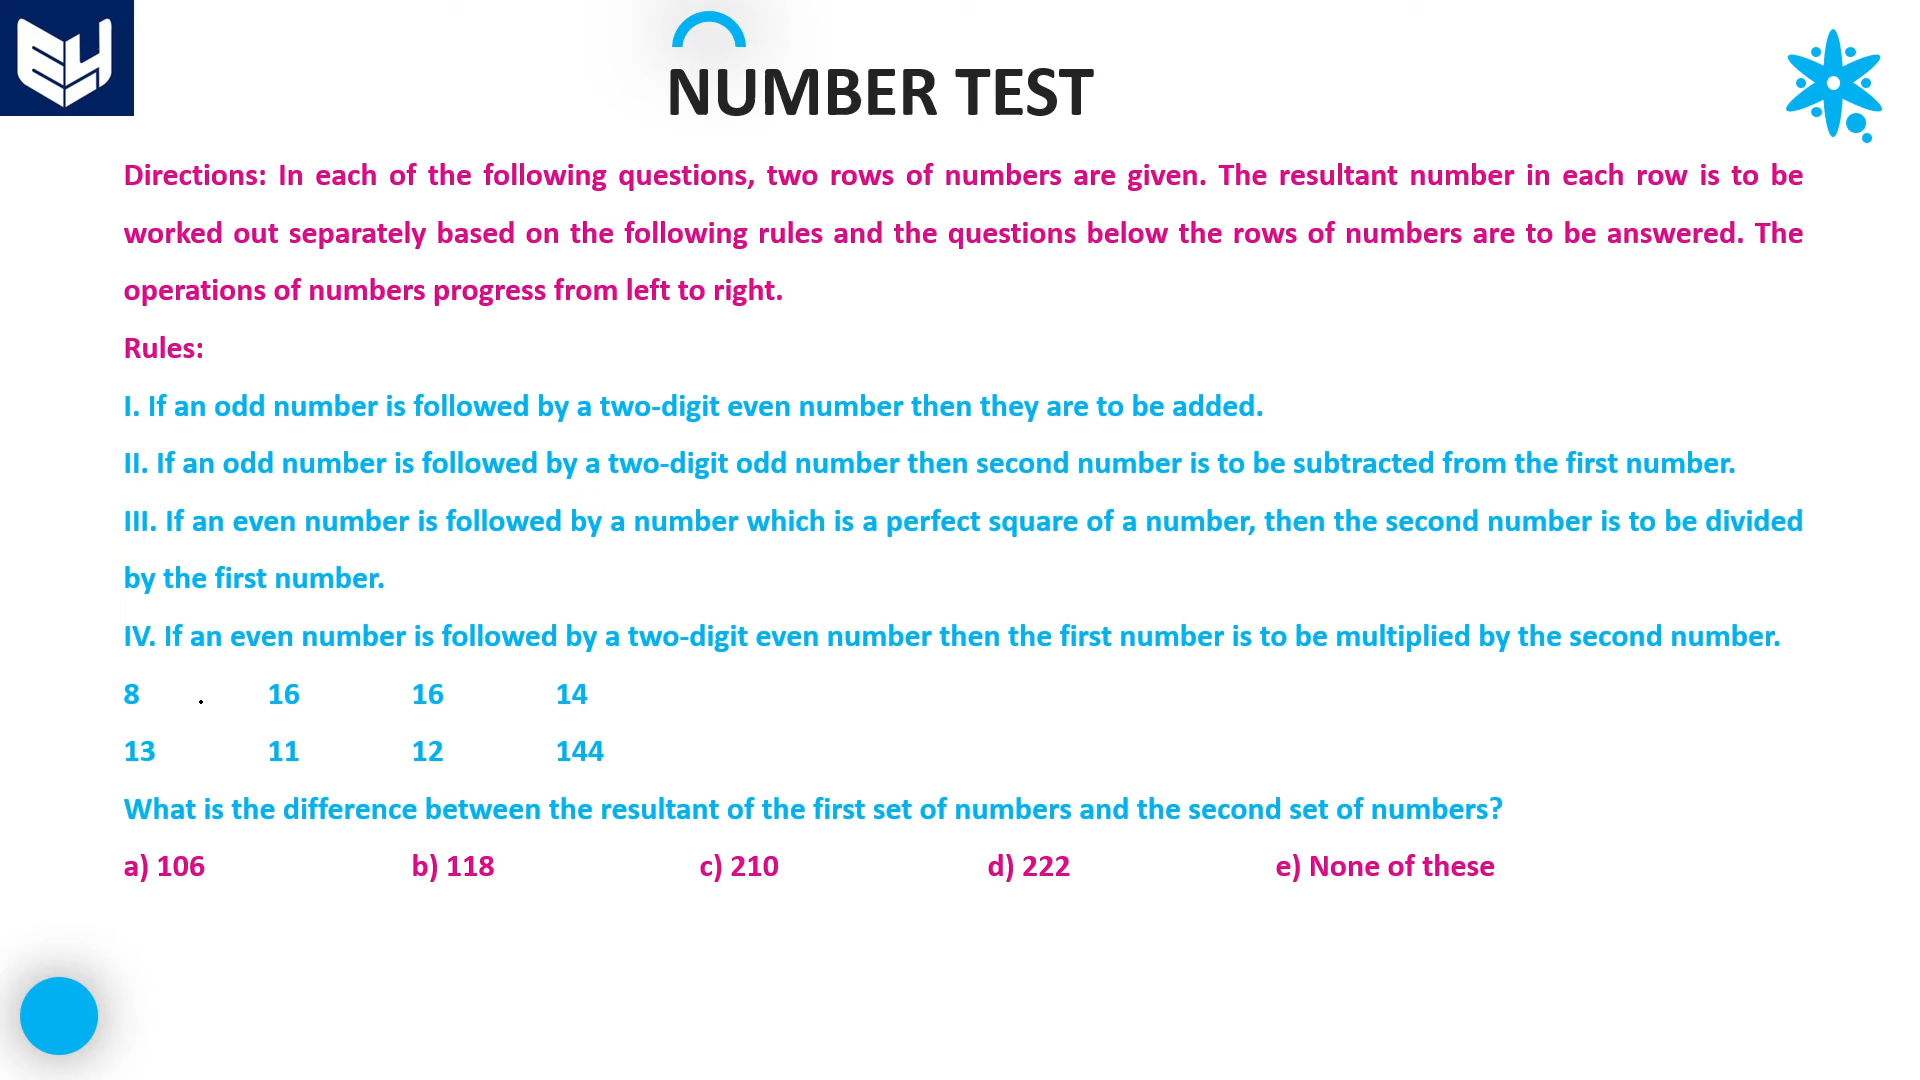 NUMBER TEST
Directions: In each of the following questions, two rows of numbers are given. The resultant number in each row is to be
worked out separately based on the following rules and the questions below the rows of numbers are to be answered. The
operations of numbers progress from left to right.
Rules:
I. If an odd number is followed by a two-digit even number then they are to be added.
II. If an odd number is followed by a two-digit odd number then second number is to be subtracted from the first number.
III. If an even number is followed by a number which is a perfect square of a number, then the second number is to be divided
by the first number.
IV. If an even number is followed by a two-digit even number then the first number is to be multiplied by the second number.
8 16 16 14
13 11 12 144
What is the difference between the resultant of the first set of numbers and the second set of numbers?
a) 106 b) 118 c) 210 d) 222 e) None of these